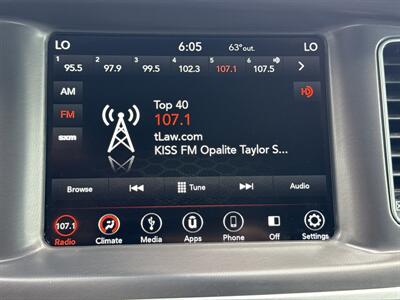 LO 6:05 63°out. LO
1 95.5 2 97.9 3 99.5 4 102.3 5 107.1 6 107.5
AM
FM
sxm
Top 40
107.1
tLaw.com
KISS FM Opalite Taylor S...
Browse Tune Audio
107.1
Radio Climate Media Apps Phone Off Settings